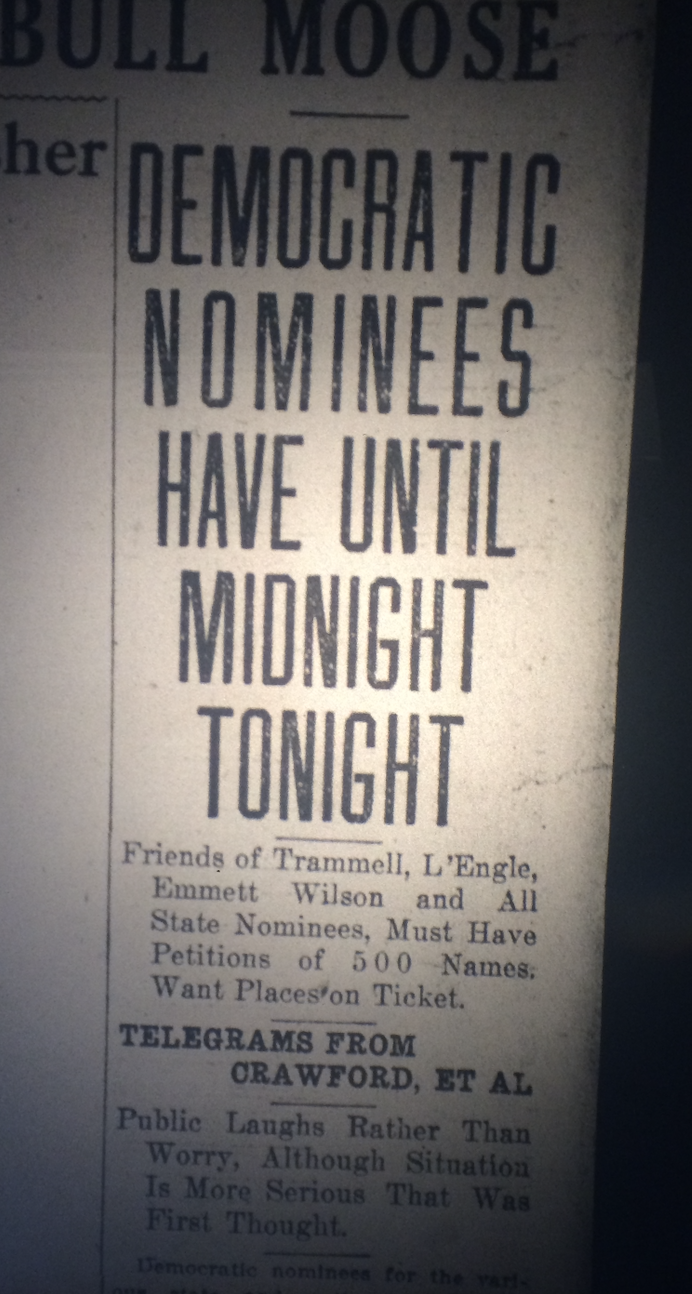 BULL MOOSE
her
DEMOCRATIC
NOMINEES
HAVE UNTIL
MIDNIGHT
TONIGHT
Friends of Trammell, L'Engle,
Emmett Wilson and All
State Nominees, Must Have
Petitions of 500 Names.
Want Places on Ticket.
TELEGRAMS FROM
CRAWFORD, ET AL
Public Laughs Rather Than
Worry, Although Situation
Is More Serious That Was
First Thought.
Democratic nominees for the vari-